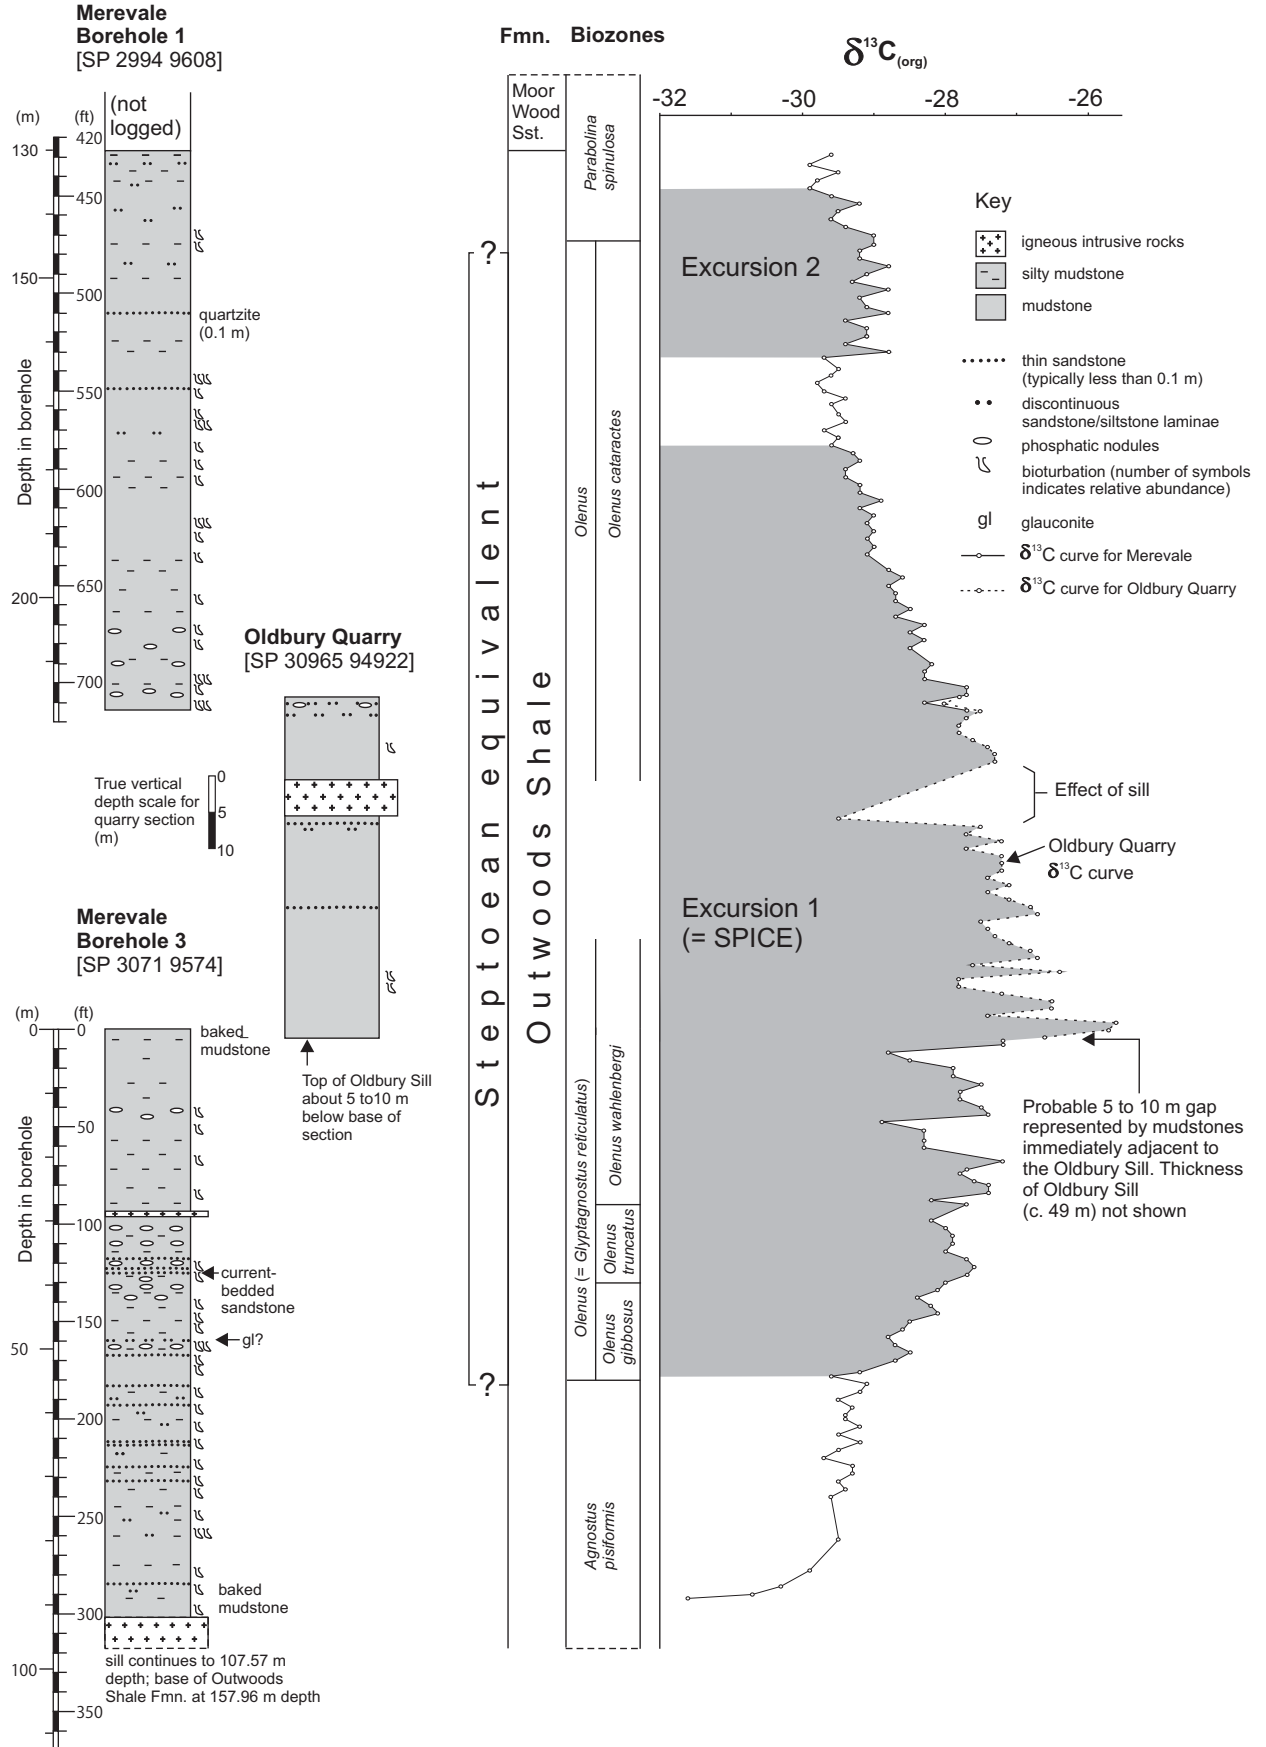 Merevale
Borehole 1
[SP 2994 9608]
Fmn.
Biozones
δ¹³C(org)
-32
-30
-28
-26
(m)
(ft)
(not
logged)
420
130
450
150
500
550
600
200
650
700
quartzite
(0.1 m)
Depth in borehole
Oldbury Quarry
[SP 30965 94922]
True vertical
depth scale for
quarry section
(m)
0
5
10
Top of Oldbury Sill
about 5 to10 m
below base of
section
Merevale
Borehole 3
[SP 3071 9574]
(m)
(ft)
0
0
50
100
150
50
200
250
300
100
350
Depth in borehole
baked
mudstone
current-
bedded
sandstone
gl?
baked
mudstone
sill continues to 107.57 m
depth; base of Outwoods
Shale Fmn. at 157.96 m depth
?
Steptoean equivalent
?
Moor
Wood
Sst.
Outwoods Shale
Parabolina
spinulosa
Olenus
Olenus cataractes
Olenus (= Glyptagnostus reticulatus)
Olenus wahlenbergi
Olenus
truncatus
Olenus
gibbosus
Agnostus
pisiformis
Excursion 2
Excursion 1
(= SPICE)
Key
igneous intrusive rocks
silty mudstone
mudstone
thin sandstone
(typically less than 0.1 m)
discontinuous
sandstone/siltstone laminae
phosphatic nodules
bioturbation (number of symbols
indicates relative abundance)
gl
glauconite
δ¹³C curve for Merevale
δ¹³C curve for Oldbury Quarry
Effect of sill
Oldbury Quarry
δ¹³C curve
Probable 5 to 10 m gap
represented by mudstones
immediately adjacent to
the Oldbury Sill. Thickness
of Oldbury Sill
(c. 49 m) not shown